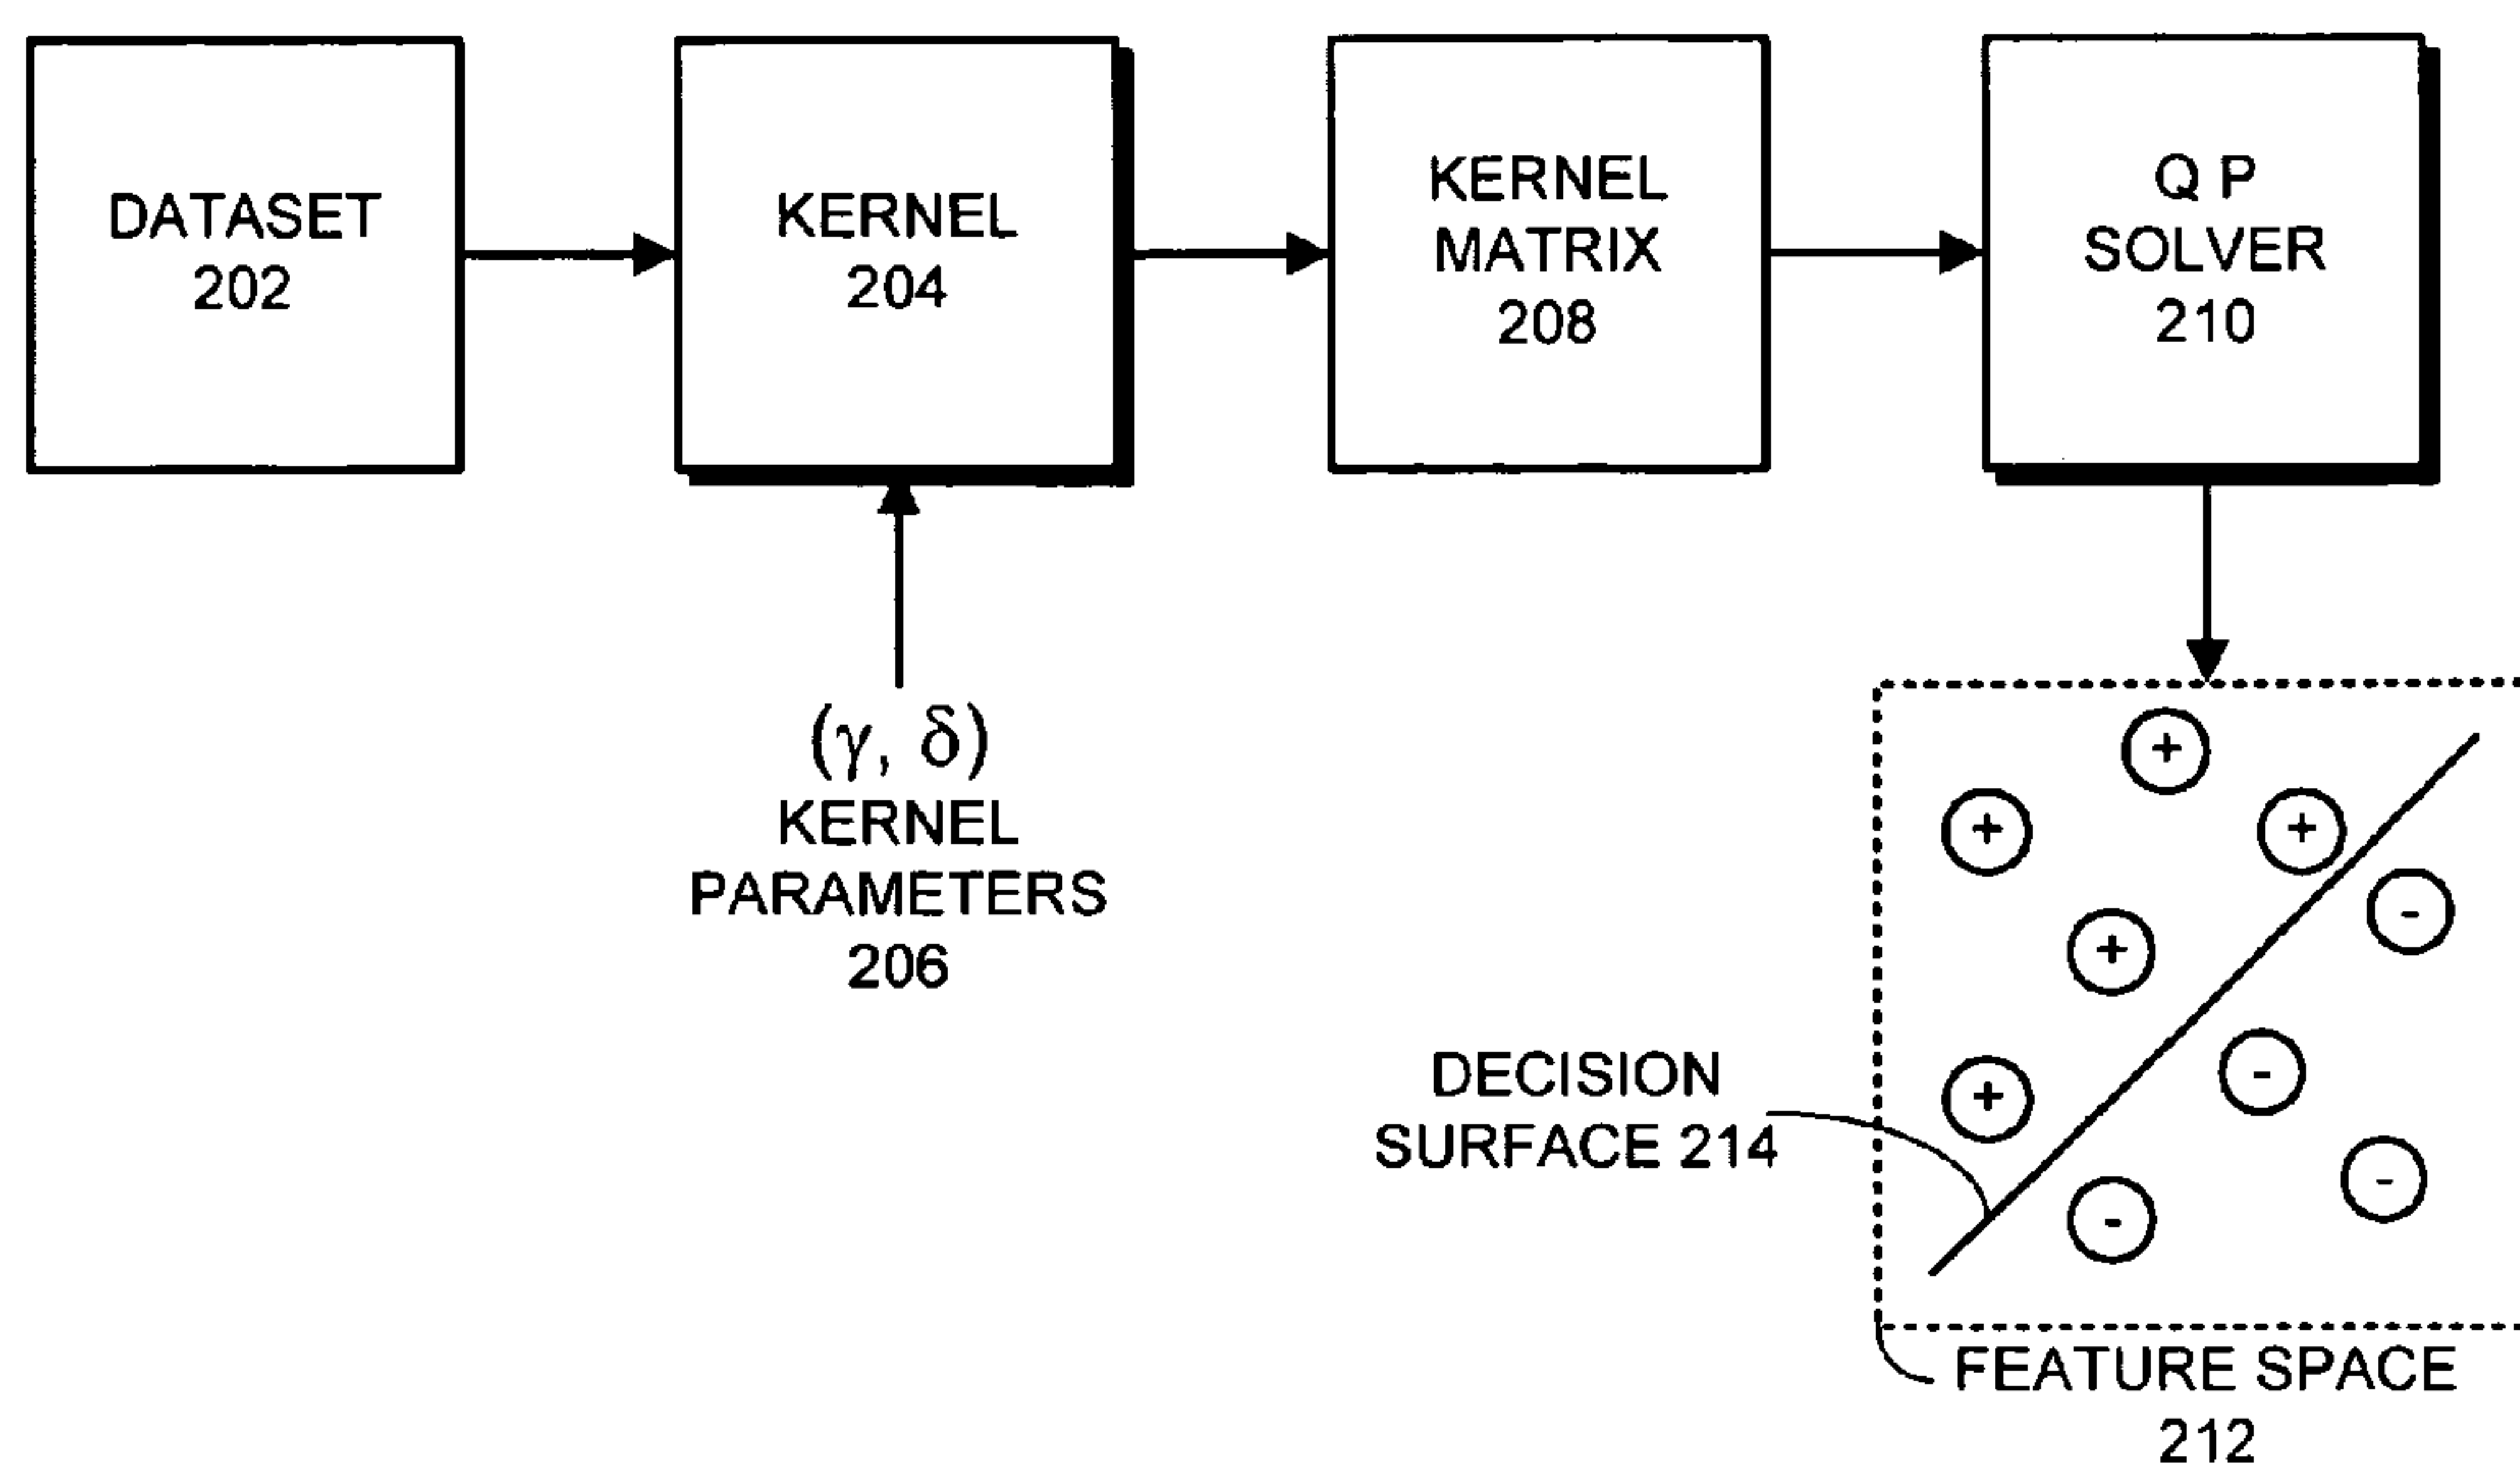 DATASET
202
KERNEL
204
KERNEL
MATRIX
208
Q P
SOLVER
210
(γ, δ)
KERNEL
PARAMETERS
206
+
+
+
-
+
DECISION
SURFACE 214
-
+
-
-
FEATURE SPACE
212